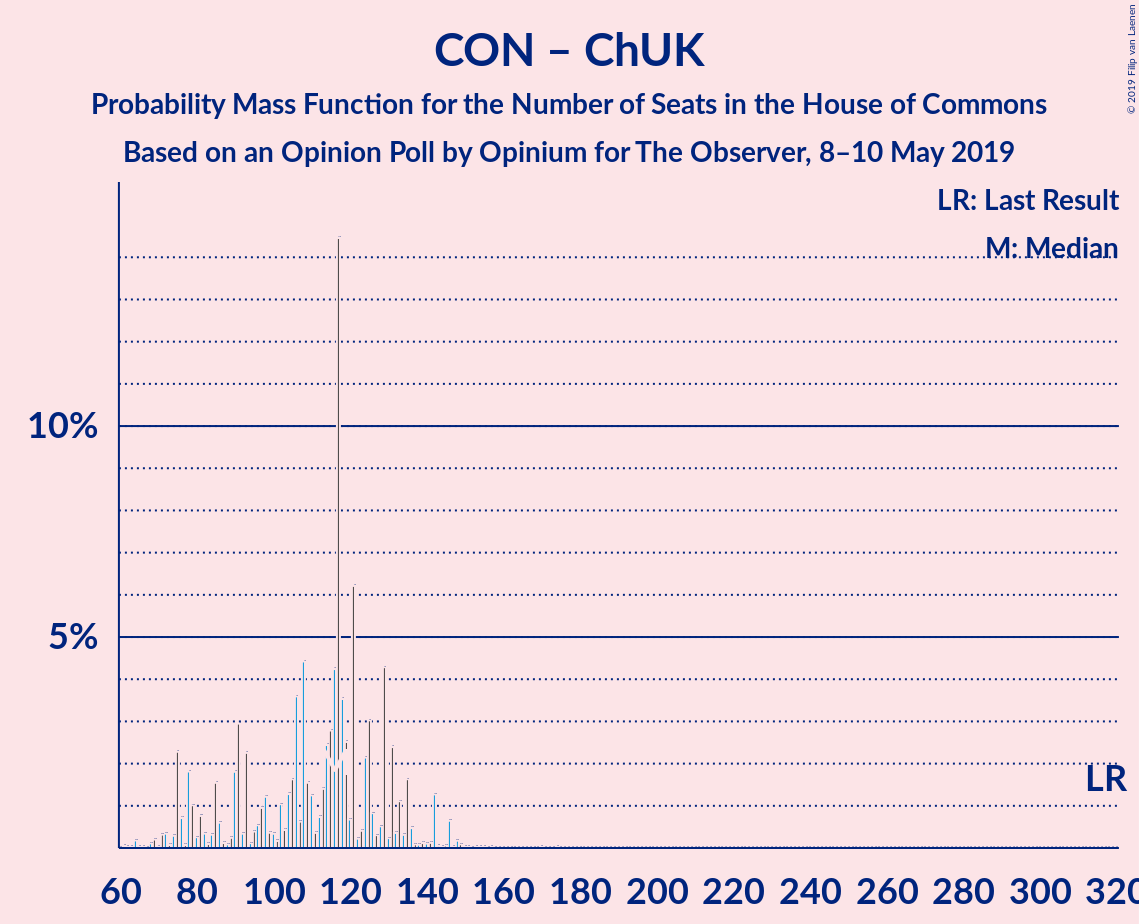 CON – ChUK
Probability Mass Function for the Number of Seats in the House of Commons
Based on an Opinion Poll by Opinium for The Observer, 8–10 May 2019
© 2019 Filip van Laenen
LR: Last Result
M: Median
10%
5%
LR
60 80 100 120 140 160 180 200 220 240 260 280 300 320